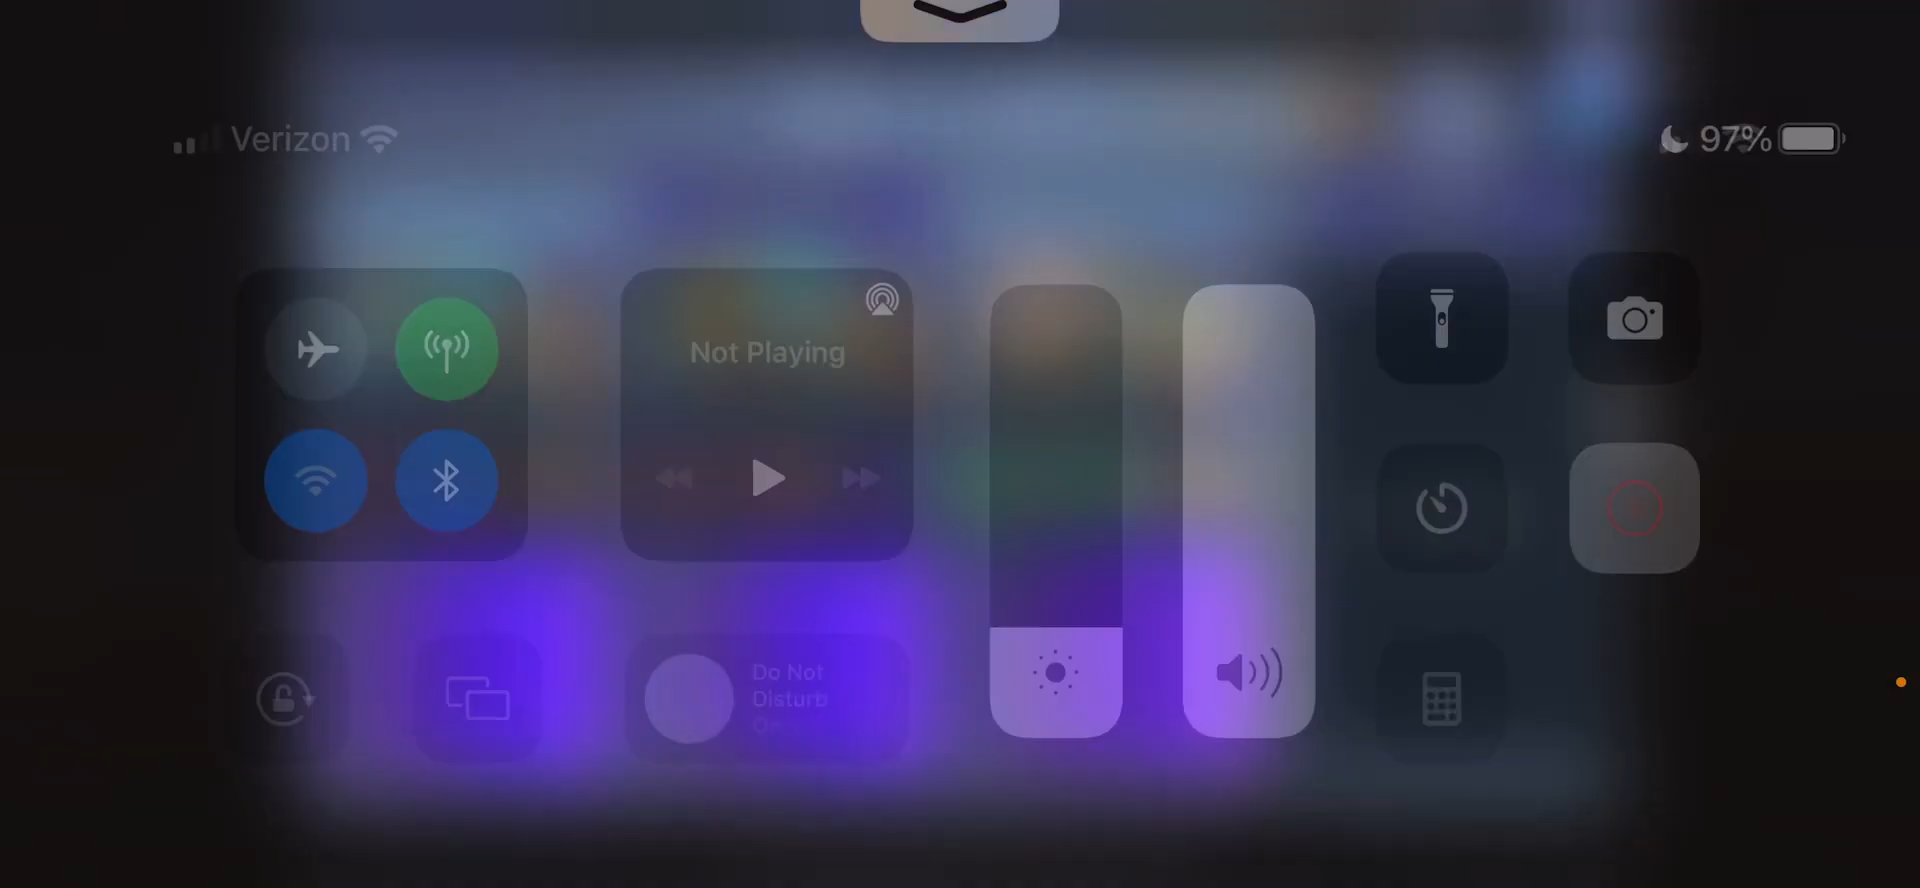 Verizon
97%
Not Playing
Do Not
Disturb